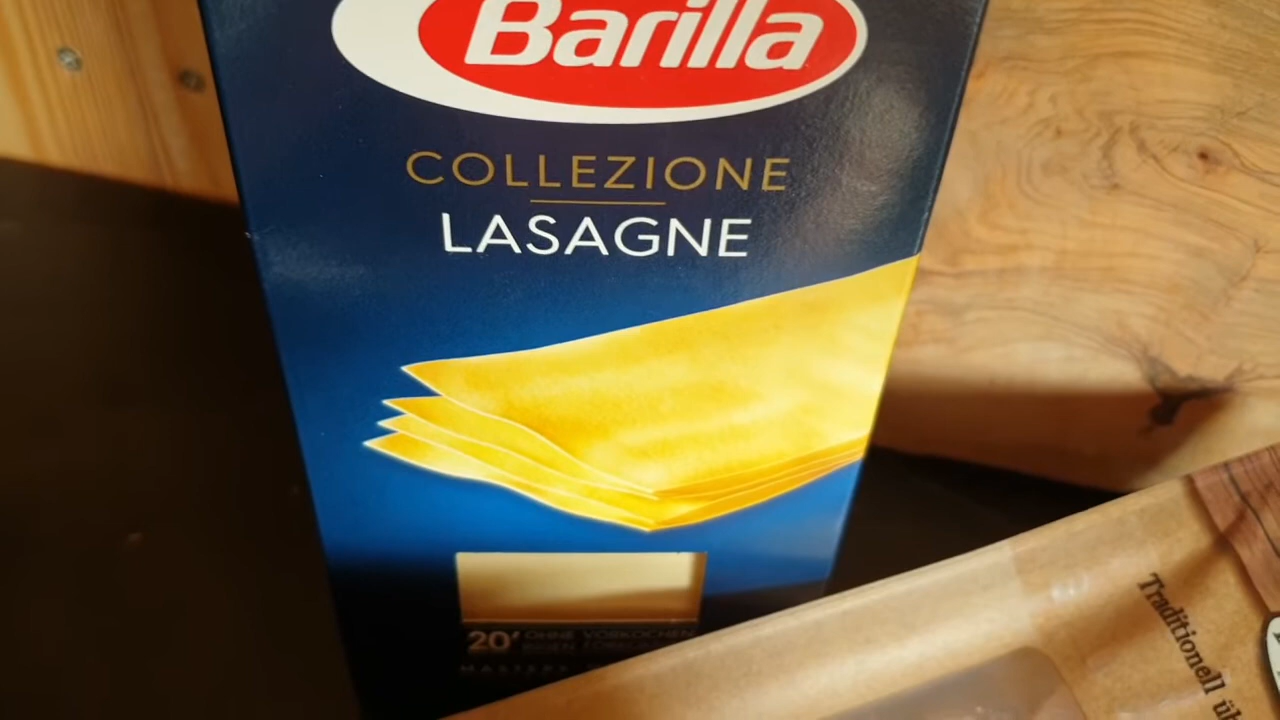 Barilla
COLLEZIONE
LASAGNE
20' OHNE VORKOCHEN
Traditionell